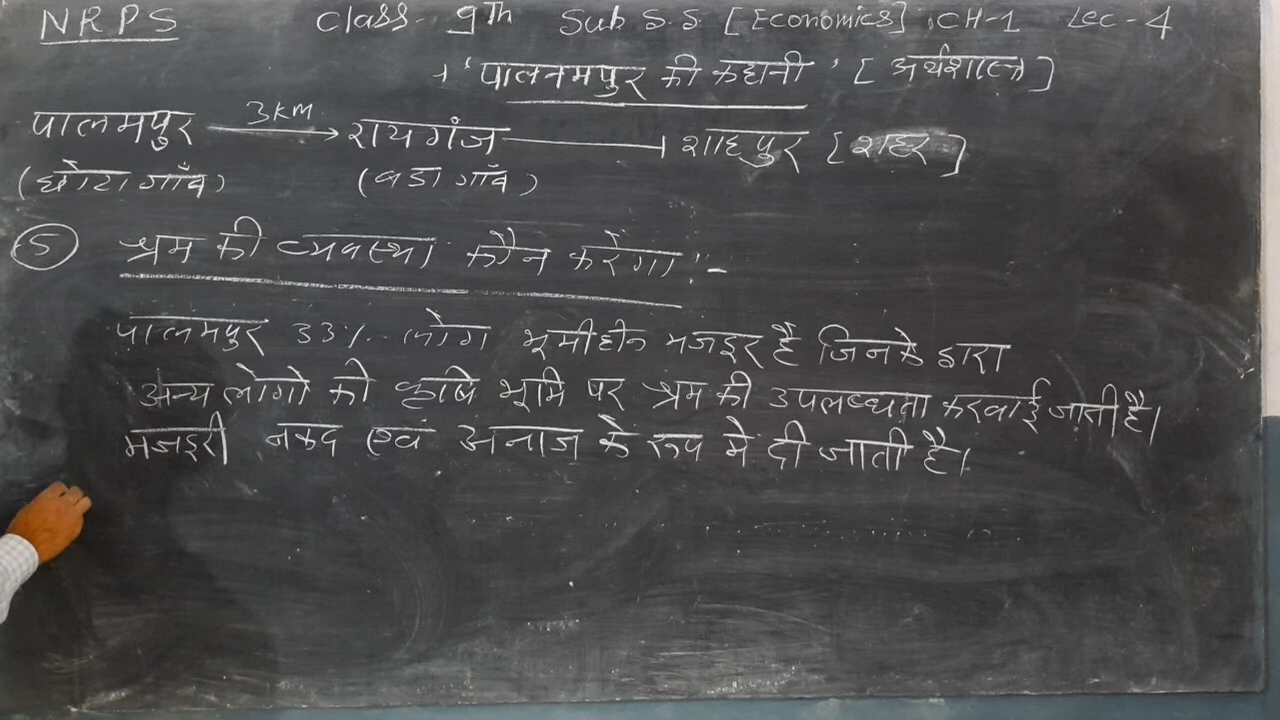 NRPS Class - 9th Sub S.S [Economics] CH-1 Lec-4
'पालनमपुर की कहानी' [अर्थशास्त्र]
पालमपुर 3KM रायगंज शाहपुर [शहर]
(छोटा गाँव) (बडा गाँव)
5 श्रम की व्यवस्था कौन करेगा :-
पालमपुर 33% लोग भूमीहीन मजदूर है जिनके द्वारा
अन्य लोगो को कृषि भूमि पर श्रम की उपलब्धता करवाई जाती है।
मजदूरी नकद एवं अनाज के रूप मे दी जाती है।